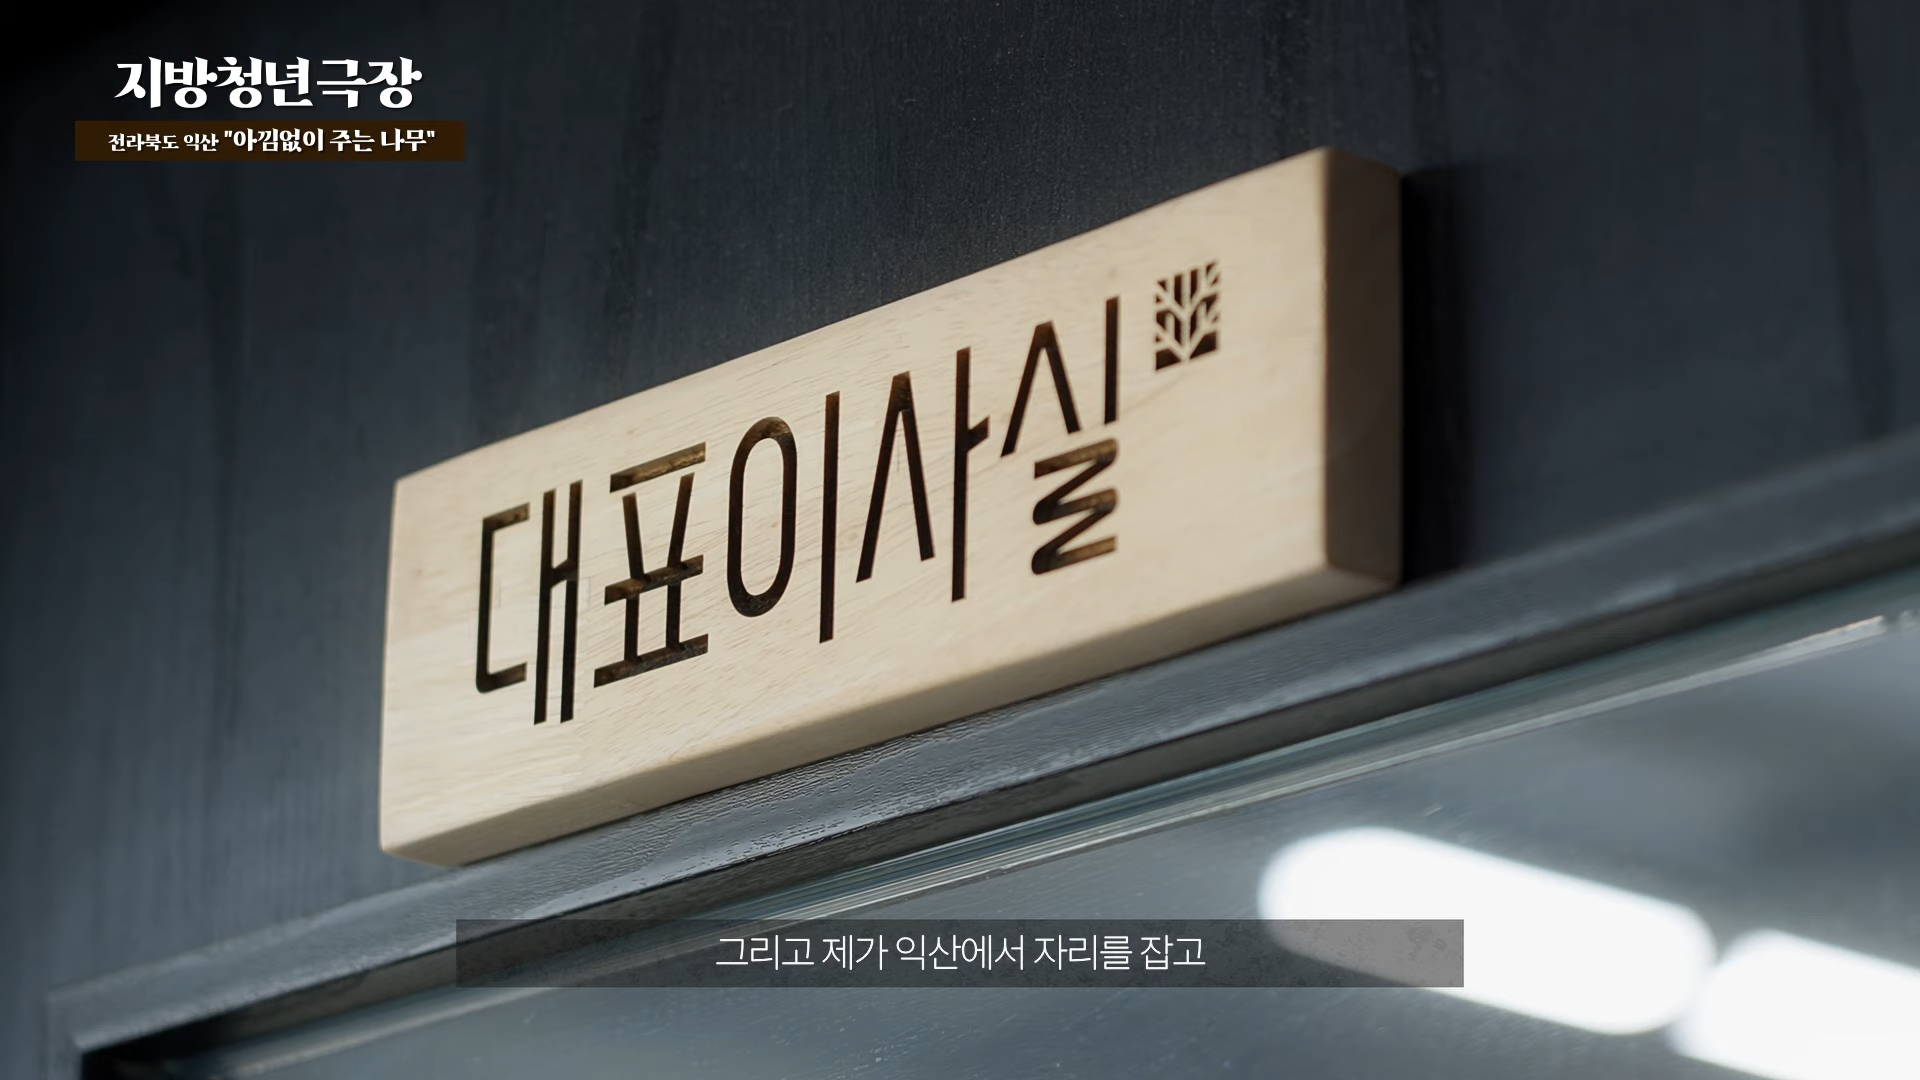 지방청년극장
전라북도 익산 "아낌없이 주는 나무"
대표이사실
그리고 제가 익산에서 자리를 잡고